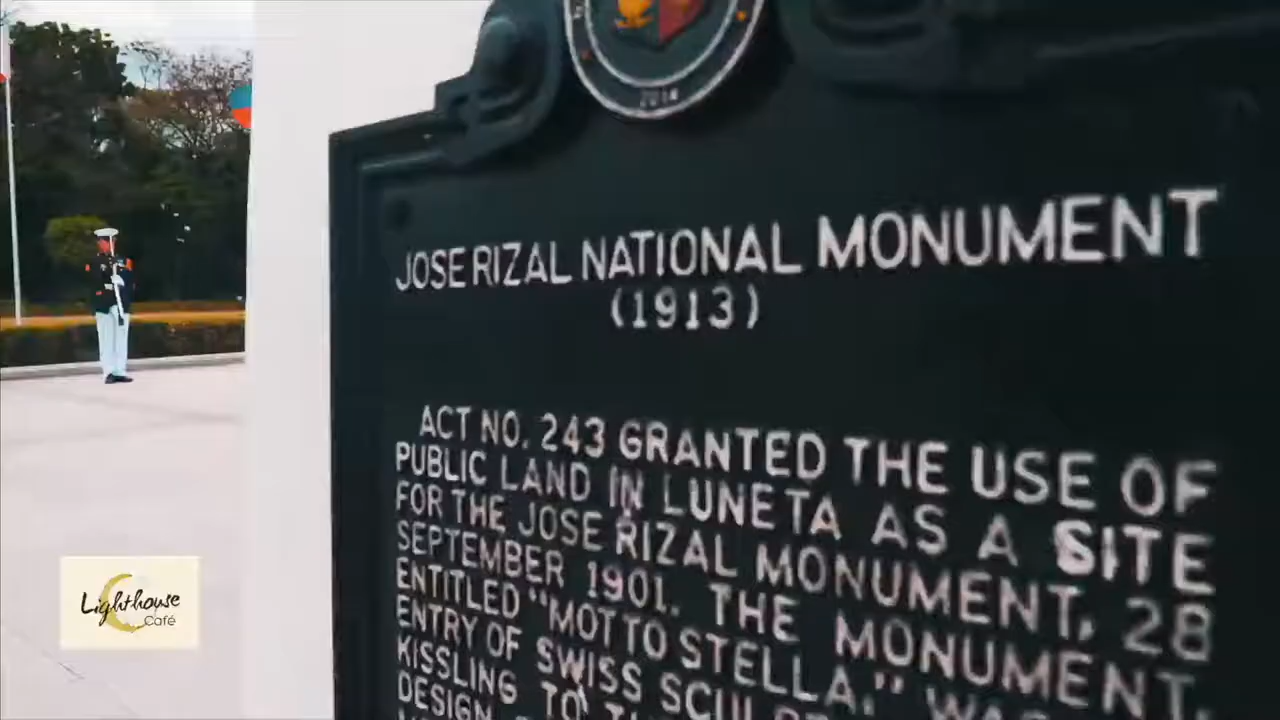 2014
JOSE RIZAL NATIONAL MONUMENT
(1913)
ACT NO. 243 GRANTED THE USE OF
PUBLIC LAND IN LUNETA AS A SITE
FOR THE JOSE RIZAL MONUMENT, 28
SEPTEMBER 1901. THE MONUMENT,
ENTITLED "MOTTO STELLA," WAS
ENTRY OF SWISS
KISSLING TO
DESIGN
Lighthouse
Café